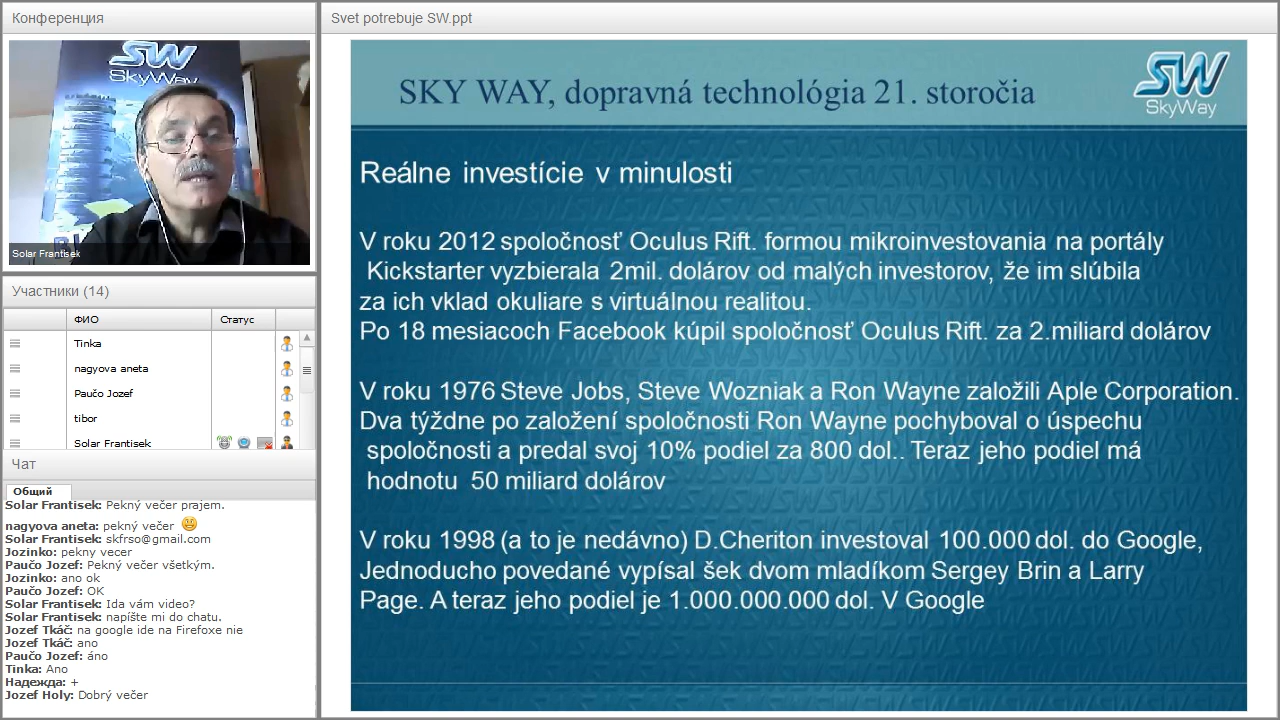 Конференция
SW
SkyWay
Solar Frantisek
Участники (14)
ФИО Статус
Tinka
nagyova aneta
Paučo Jozef
tibor
Solar Frantisek
Чат
Общий
Solar Frantisek: Pekný večer prajem.
nagyova aneta: pekný večer
Solar Frantisek: skfrso@gmail.com
Jozinko: pekny vecer
Paučo Jozef: Pekný večer všetkým.
Jozinko: ano ok
Paučo Jozef: OK
Solar Frantisek: Ida vám video?
Solar Frantisek: napíšte mi do chatu.
Jozef Tkáč: na google ide na Firefoxe nie
Jozef Tkáč: ano
Paučo Jozef: áno
Tinka: Ano
Надежда: +
Jozef Holy: Dobrý večer
Svet potrebuje SW.ppt
SKY WAY, dopravná technológia 21. storočia
SW
SkyWay
Reálne investície v minulosti
V roku 2012 spoločnosť Oculus Rift. formou mikroinvestovania na portály
Kickstarter vyzbierala 2mil. dolárov od malých investorov, že im slúbila
za ich vklad okuliare s virtuálnou realitou.
Po 18 mesiacoch Facebook kúpil spoločnosť Oculus Rift. za 2.miliard dolárov
V roku 1976 Steve Jobs, Steve Wozniak a Ron Wayne založili Aple Corporation.
Dva týždne po založení spoločnosti Ron Wayne pochyboval o úspechu
spoločnosti a predal svoj 10% podiel za 800 dol.. Teraz jeho podiel má
hodnotu 50 miliard dolárov
V roku 1998 (a to je nedávno) D.Cheriton investoval 100.000 dol. do Google,
Jednoducho povedané vypísal šek dvom mladíkom Sergey Brin a Larry
Page. A teraz jeho podiel je 1.000.000.000 dol. V Google